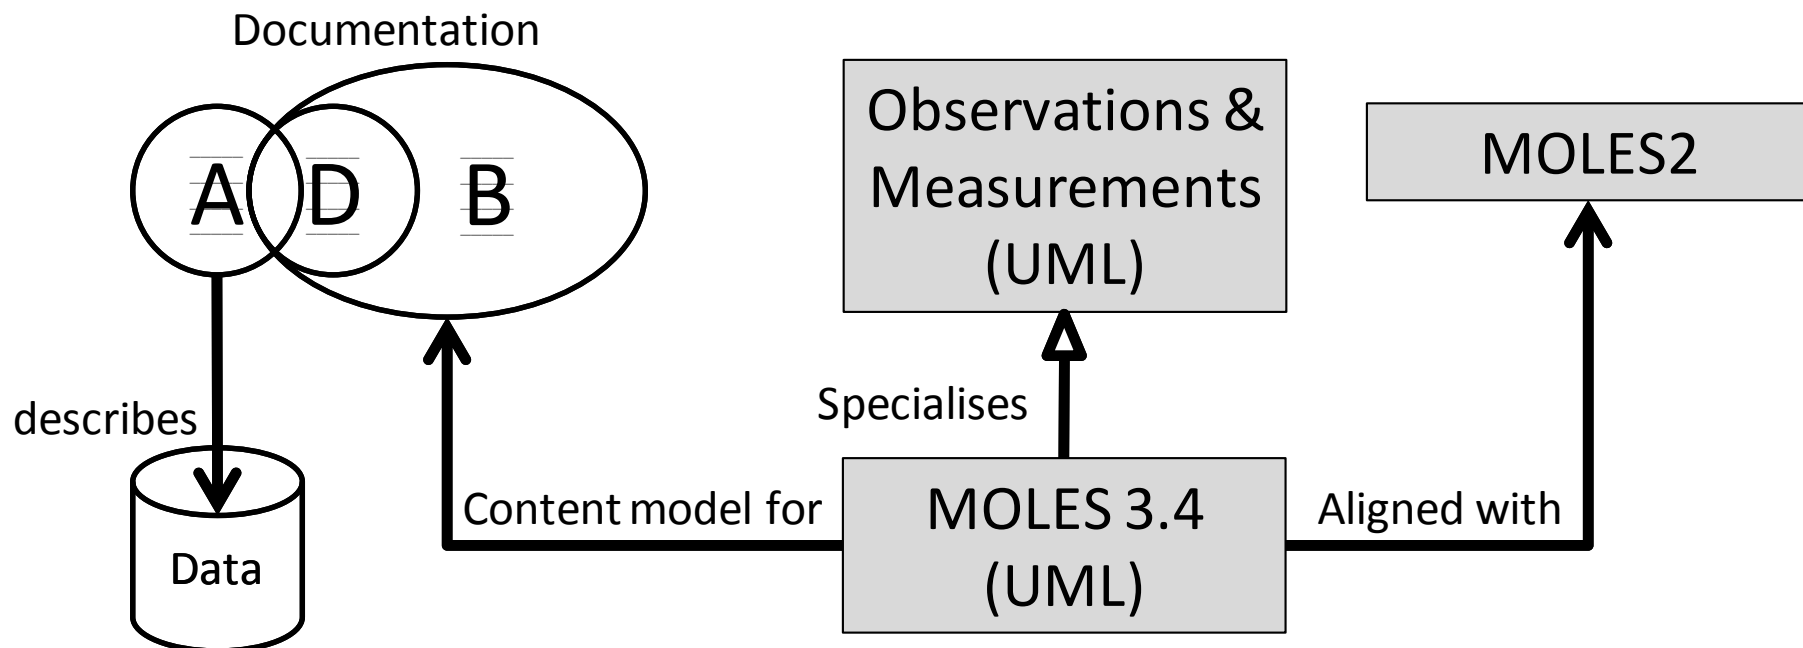 Documentation
A D B
describes
Data
Content model for
Observations &
Measurements
(UML)
Specialises
MOLES 3.4
(UML)
Aligned with
MOLES2